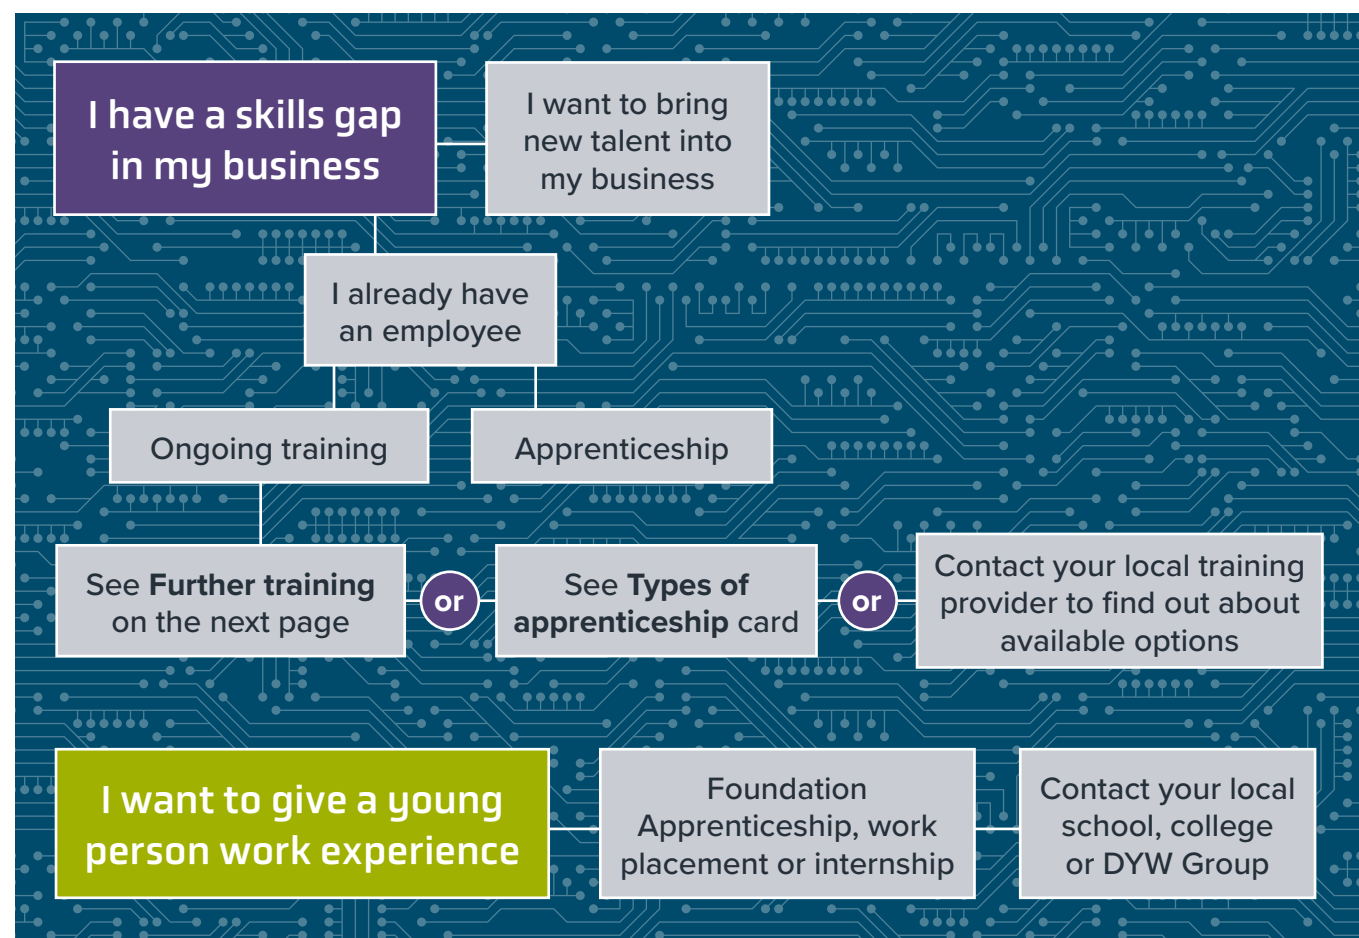 I have a skills gap
in my business
I want to bring
new talent into
my business
I already have
an employee
Ongoing training
Apprenticeship
See Further training
on the next page
or
See Types of
apprenticeship card
or
Contact your local training
provider to find out about
available options
I want to give a young
person work experience
Foundation
Apprenticeship, work
placement or internship
Contact your local
school, college
or DYW Group